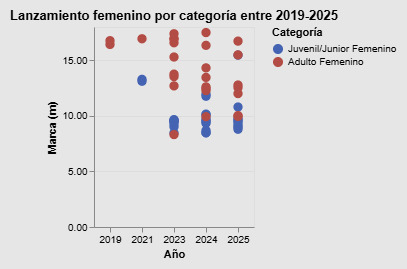 Lanzamiento femenino por categoría entre 2019-2025
Categoría
Juvenil/Junior Femenino
Adulto Femenino
Marca (m)
15.00
10.00
5.00
0.00
2019 2021 2023 2024 2025
Año